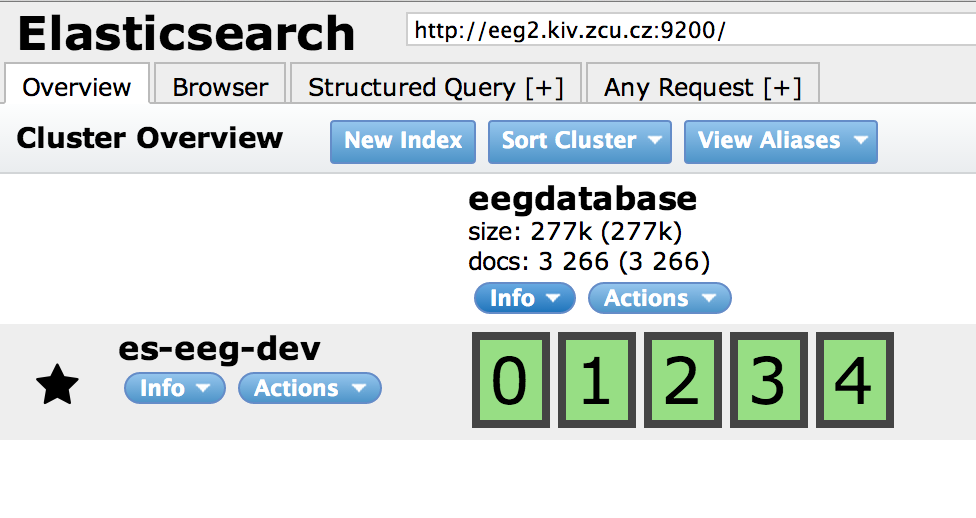 Elasticsearch
http://eeg2.kiv.zcu.cz:9200/
Overview Browser Structured Query [+] Any Request [+]
Cluster Overview New Index Sort Cluster View Aliases
eegdatabase
size: 277k (277k)
docs: 3 266 (3 266)
Info Actions
es-eeg-dev
Info Actions
0 1 2 3 4